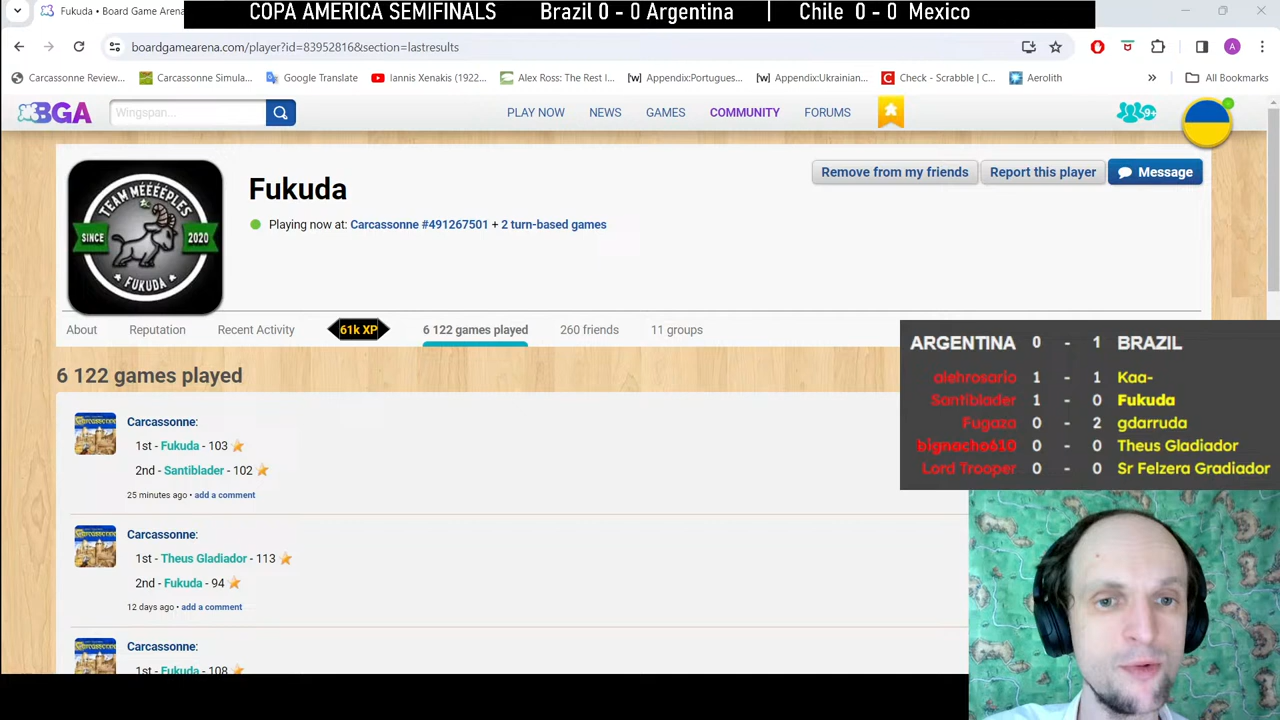 COPA AMERICA SEMIFINALS Brazil 0 - 0 Argentina | Chile 0 - 0 Mexico
Fukuda • Board Game Arena
boardgamearena.com/player?id=83952816&section=lastresults
A
Carcassonne Review...
Carcassonne Simula...
Google Translate
Iannis Xenakis (1922...
Alex Ross: The Rest I...
[w] Appendix:Portugues...
[w] Appendix:Ukrainian...
C Check - Scrabble | C...
Aerolith
»
All Bookmarks
BGA
Wingspan...
PLAY NOW
NEWS
GAMES
COMMUNITY
FORUMS
9+
TEAM MÉÉÉÉPLES
SINCE 2020
FUKUDA
Fukuda
Playing now at: Carcassonne #491267501 + 2 turn-based games
Remove from my friends
Report this player
Message
About
Reputation
Recent Activity
61k XP
6 122 games played
260 friends
11 groups
6 122 games played
Carcassonne:
1st - Fukuda - 103
2nd - Santiblader - 102
25 minutes ago • add a comment
Carcassonne:
1st - Theus Gladiador - 113
2nd - Fukuda - 94
12 days ago • add a comment
Carcassonne:
1st - Fukuda - 108
ARGENTINA 0 - 1 BRAZIL
alehrosario 1 - 1 Kaa-
Santiblader 1 - 0 Fukuda
Fugaza 0 - 2 gdarruda
bignacho610 0 - 0 Theus Gladiador
Lord Trooper 0 - 0 Sr Felzera Gradiador